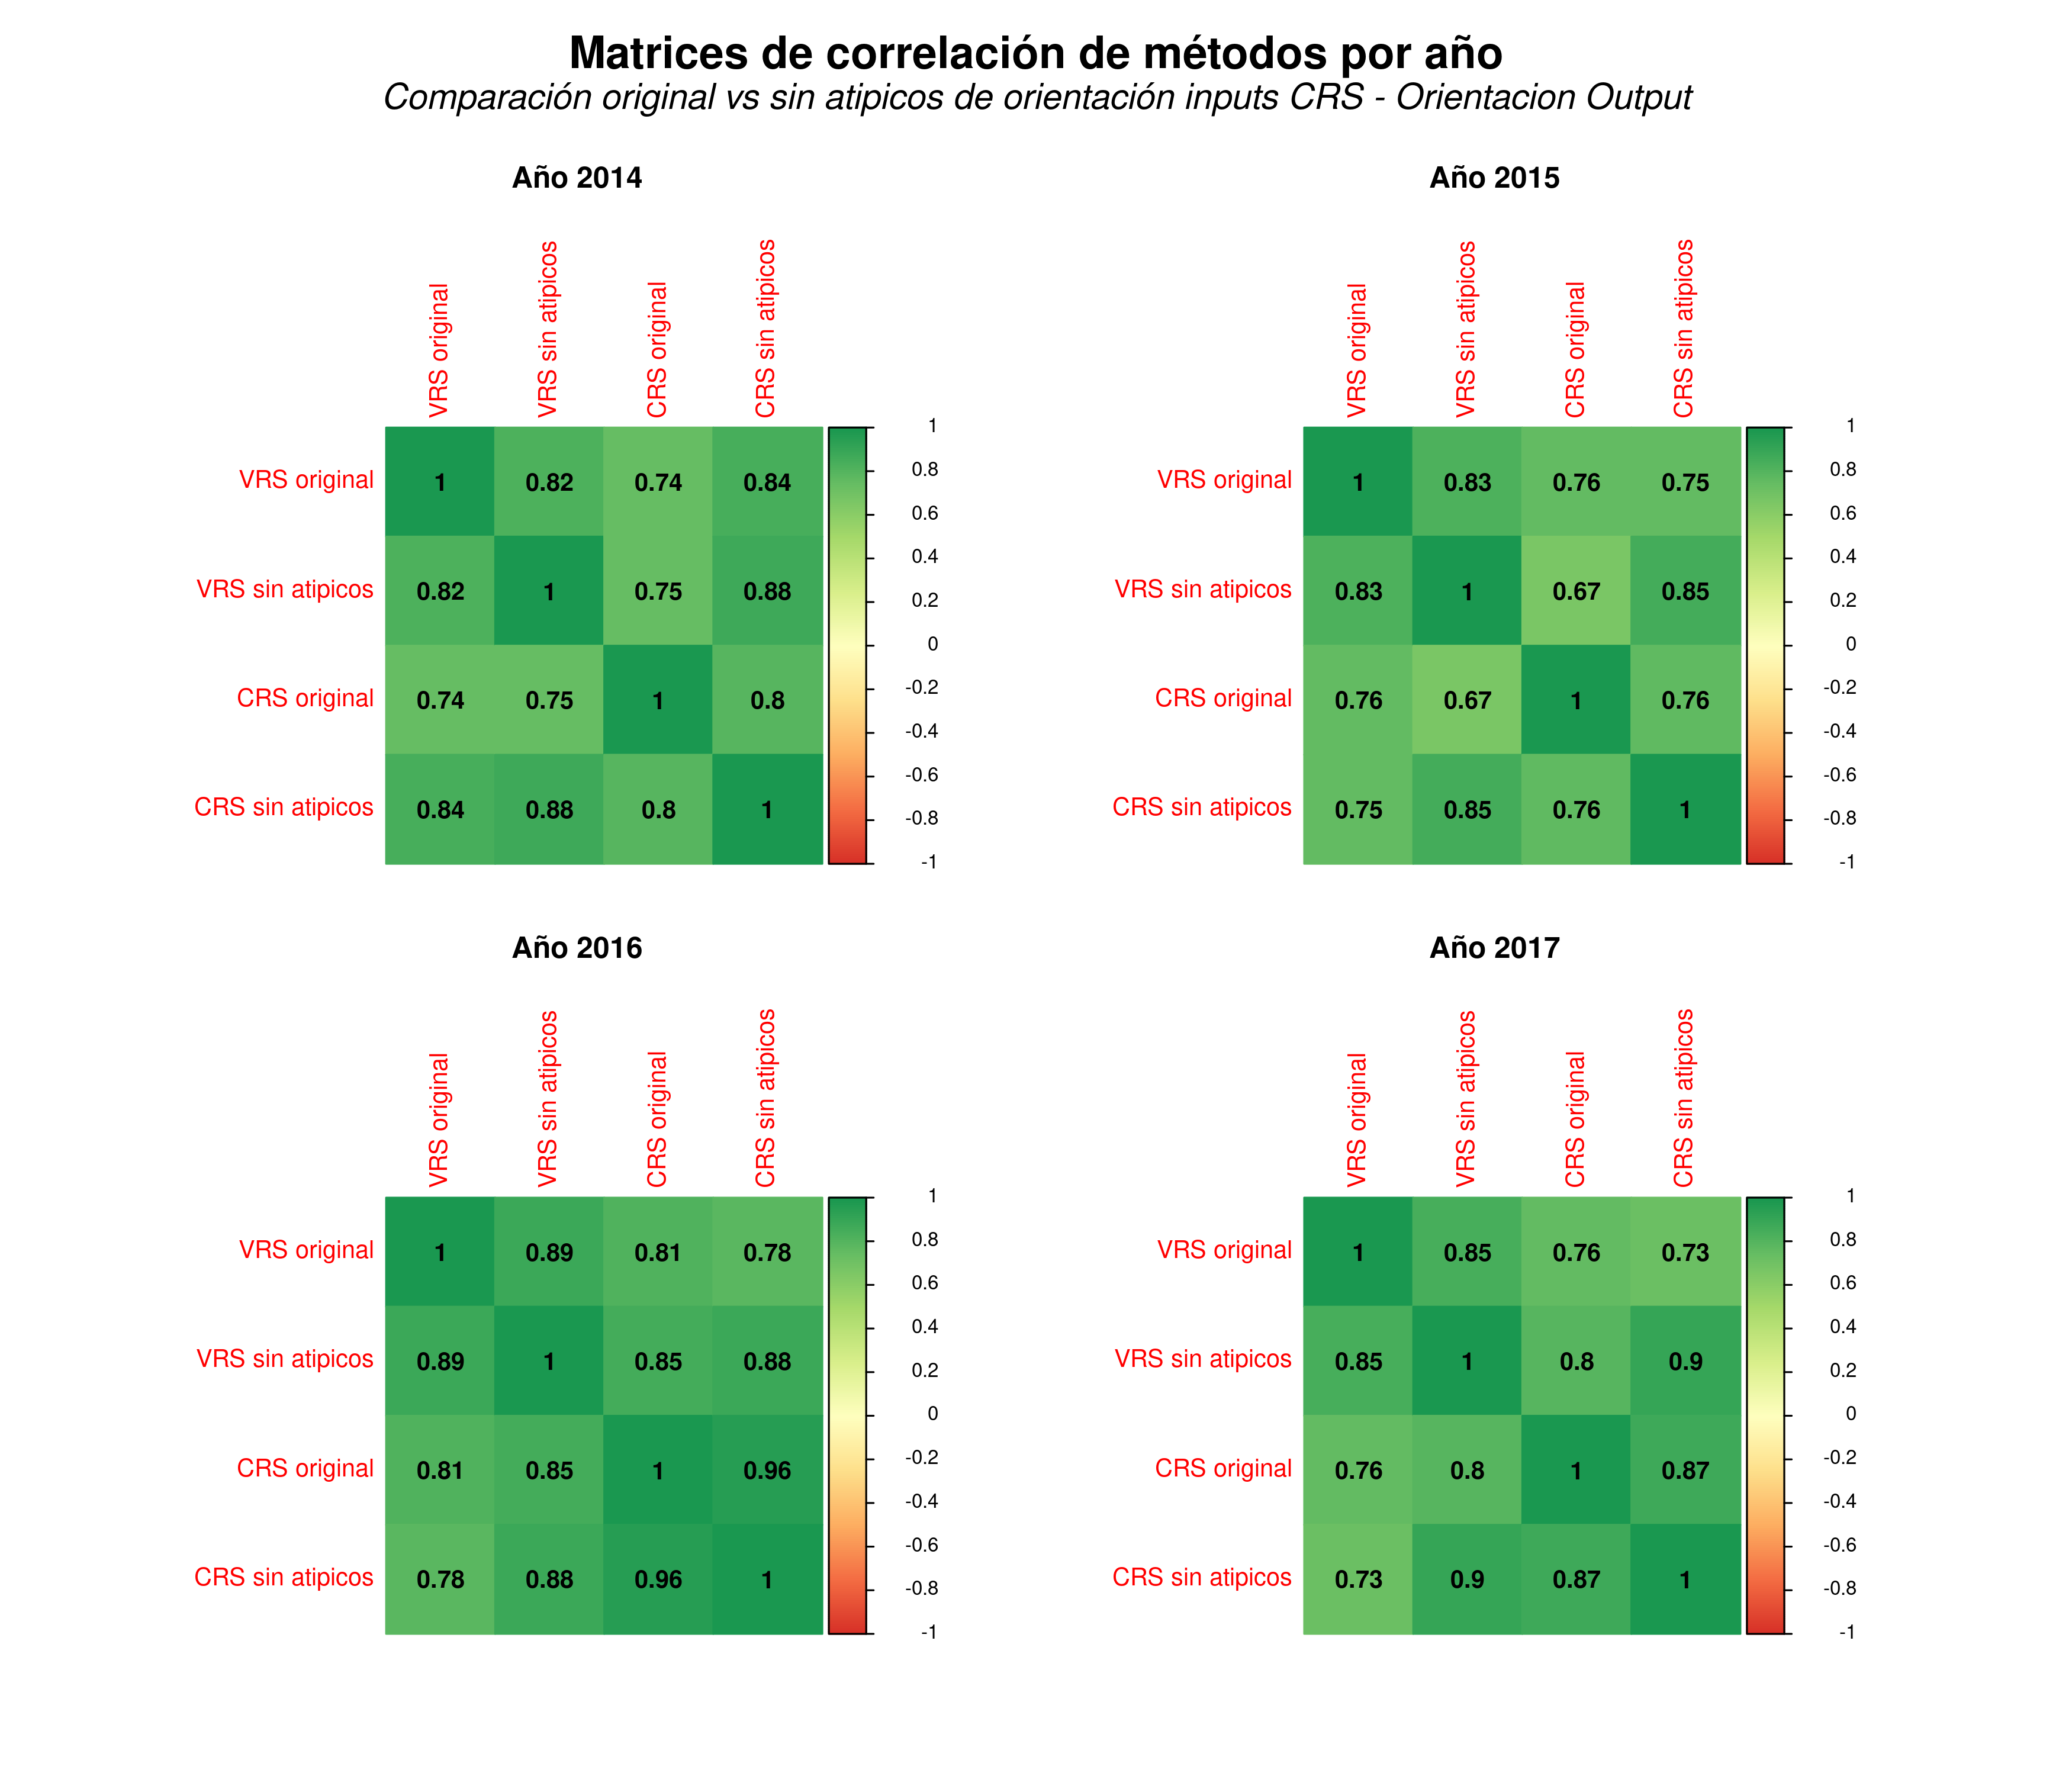 Matrices de correlación de métodos por año
Comparación original vs sin atipicos de orientación inputs CRS - Orientacion Output
Año 2014
VRS original
VRS sin atipicos
CRS original
CRS sin atipicos
VRS original 1 0.82 0.74 0.84
VRS sin atipicos 0.82 1 0.75 0.88
CRS original 0.74 0.75 1 0.8
CRS sin atipicos 0.84 0.88 0.8 1
1
0.8
0.6
0.4
0.2
0
-0.2
-0.4
-0.6
-0.8
-1
Año 2015
VRS original
VRS sin atipicos
CRS original
CRS sin atipicos
VRS original 1 0.83 0.76 0.75
VRS sin atipicos 0.83 1 0.67 0.85
CRS original 0.76 0.67 1 0.76
CRS sin atipicos 0.75 0.85 0.76 1
1
0.8
0.6
0.4
0.2
0
-0.2
-0.4
-0.6
-0.8
-1
Año 2016
VRS original
VRS sin atipicos
CRS original
CRS sin atipicos
VRS original 1 0.89 0.81 0.78
VRS sin atipicos 0.89 1 0.85 0.88
CRS original 0.81 0.85 1 0.96
CRS sin atipicos 0.78 0.88 0.96 1
1
0.8
0.6
0.4
0.2
0
-0.2
-0.4
-0.6
-0.8
-1
Año 2017
VRS original
VRS sin atipicos
CRS original
CRS sin atipicos
VRS original 1 0.85 0.76 0.73
VRS sin atipicos 0.85 1 0.8 0.9
CRS original 0.76 0.8 1 0.87
CRS sin atipicos 0.73 0.9 0.87 1
1
0.8
0.6
0.4
0.2
0
-0.2
-0.4
-0.6
-0.8
-1